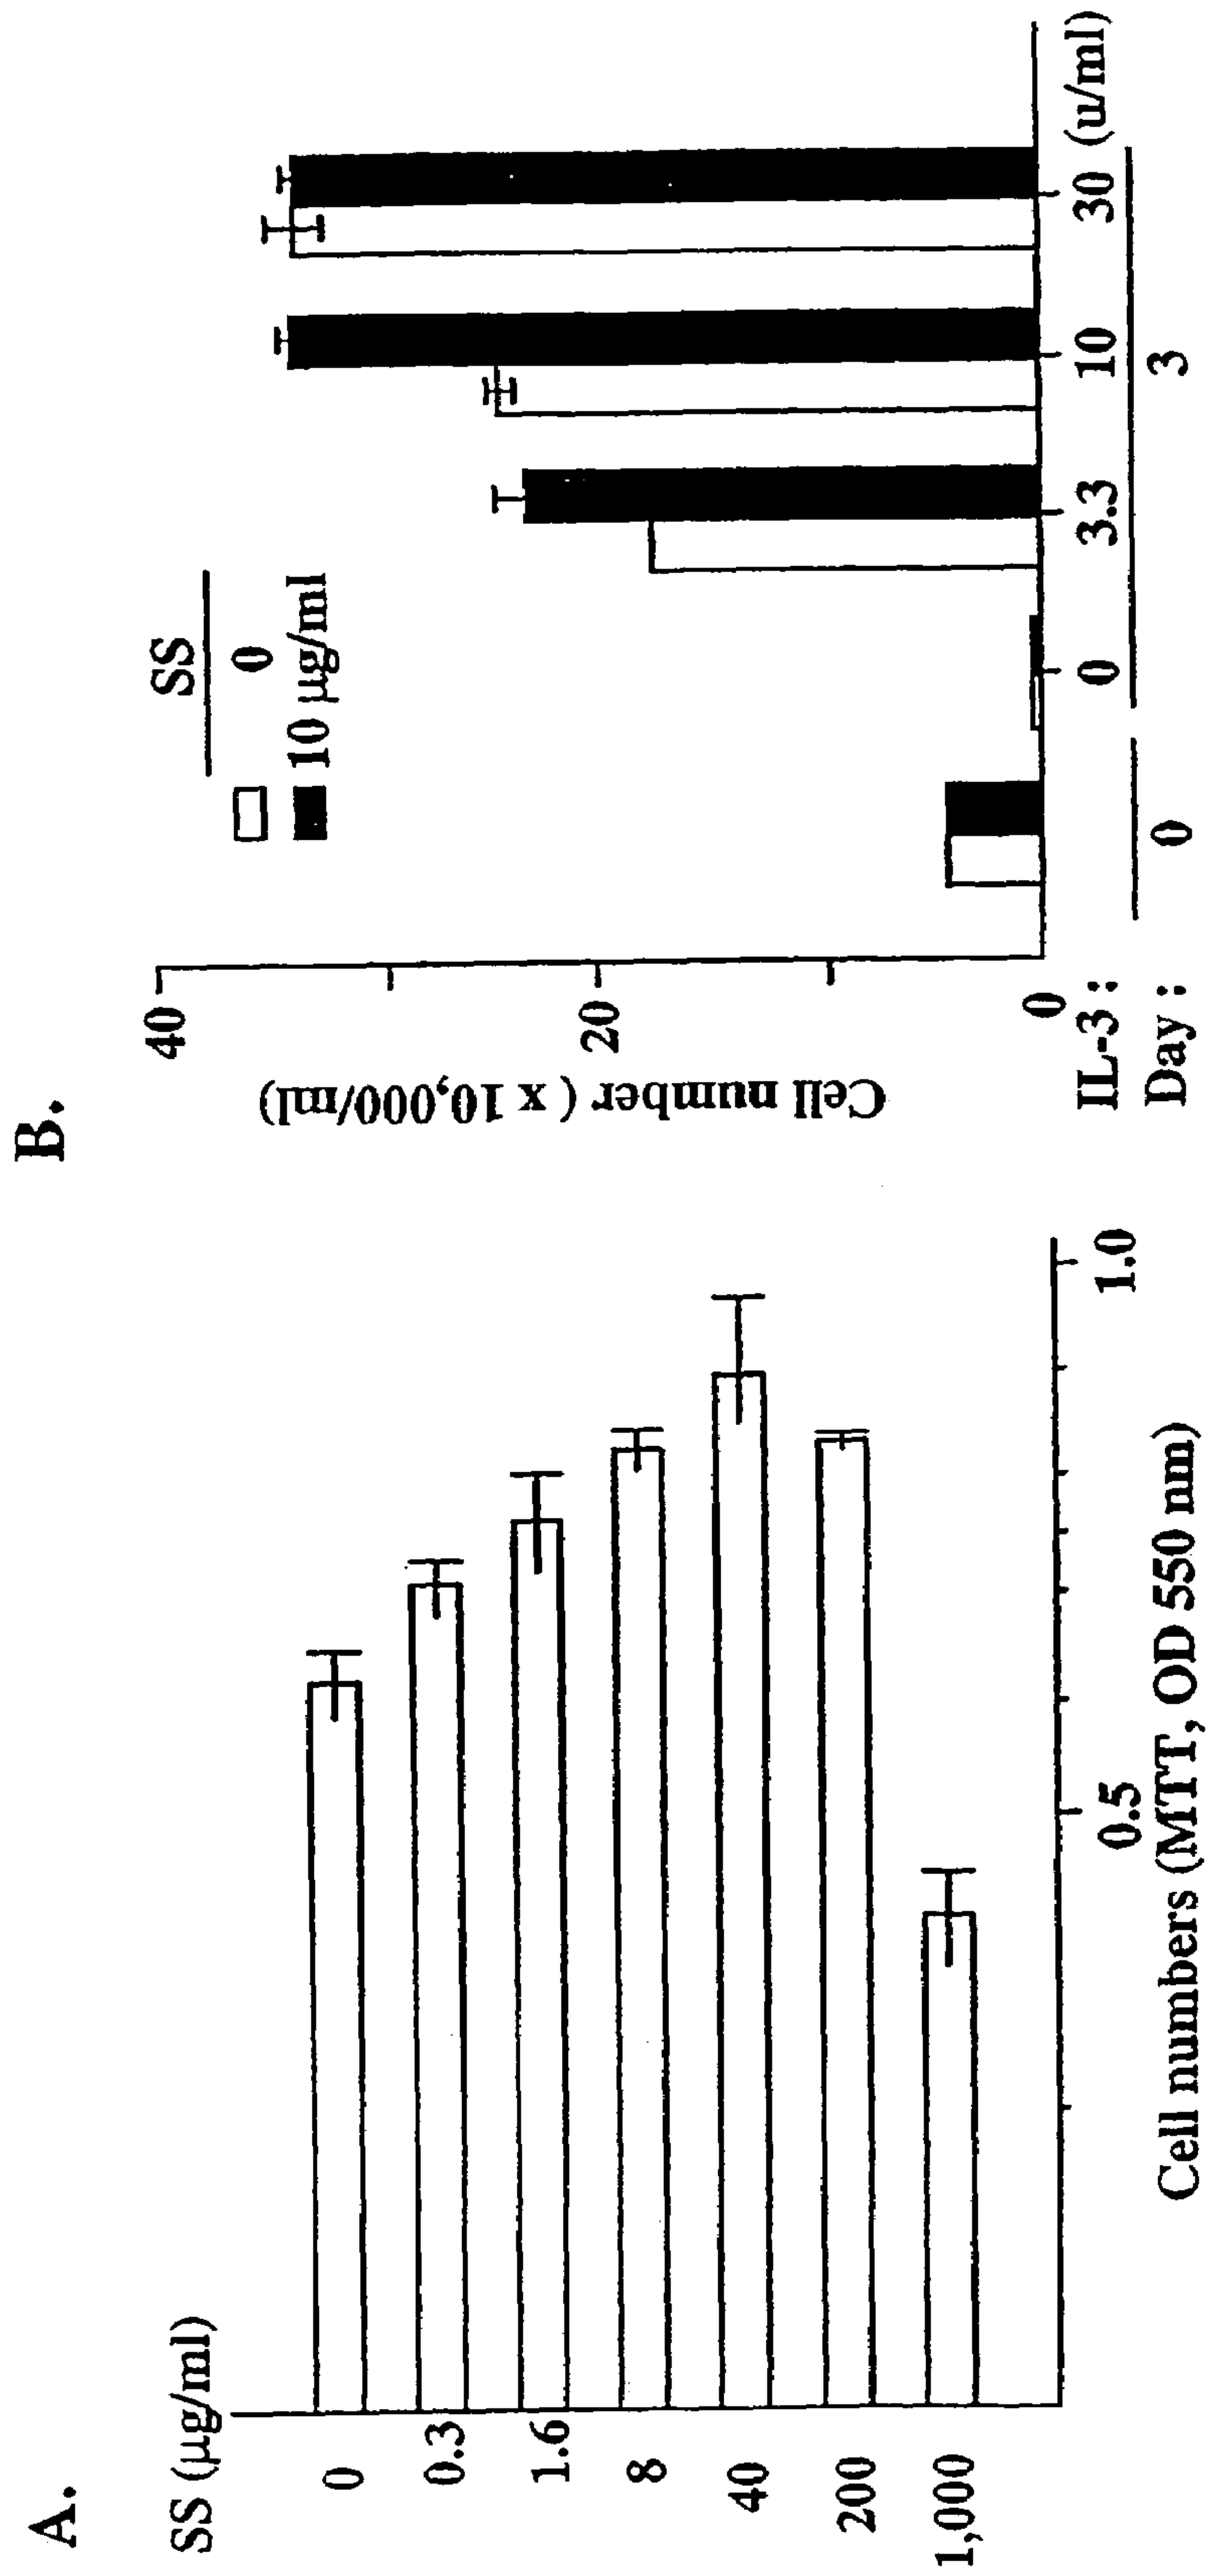 A.
SS (μg/ml)
0
0.3
1.6
8
40
200
1,000
0.5
1.0
Cell numbers (MTT, OD 550 nm)
B.
SS
0
10 μg/ml
40
20
0
Cell number ( x 10,000/ml)
IL-3 :
0
3.3
10
30
(u/ml)
Day :
0
3